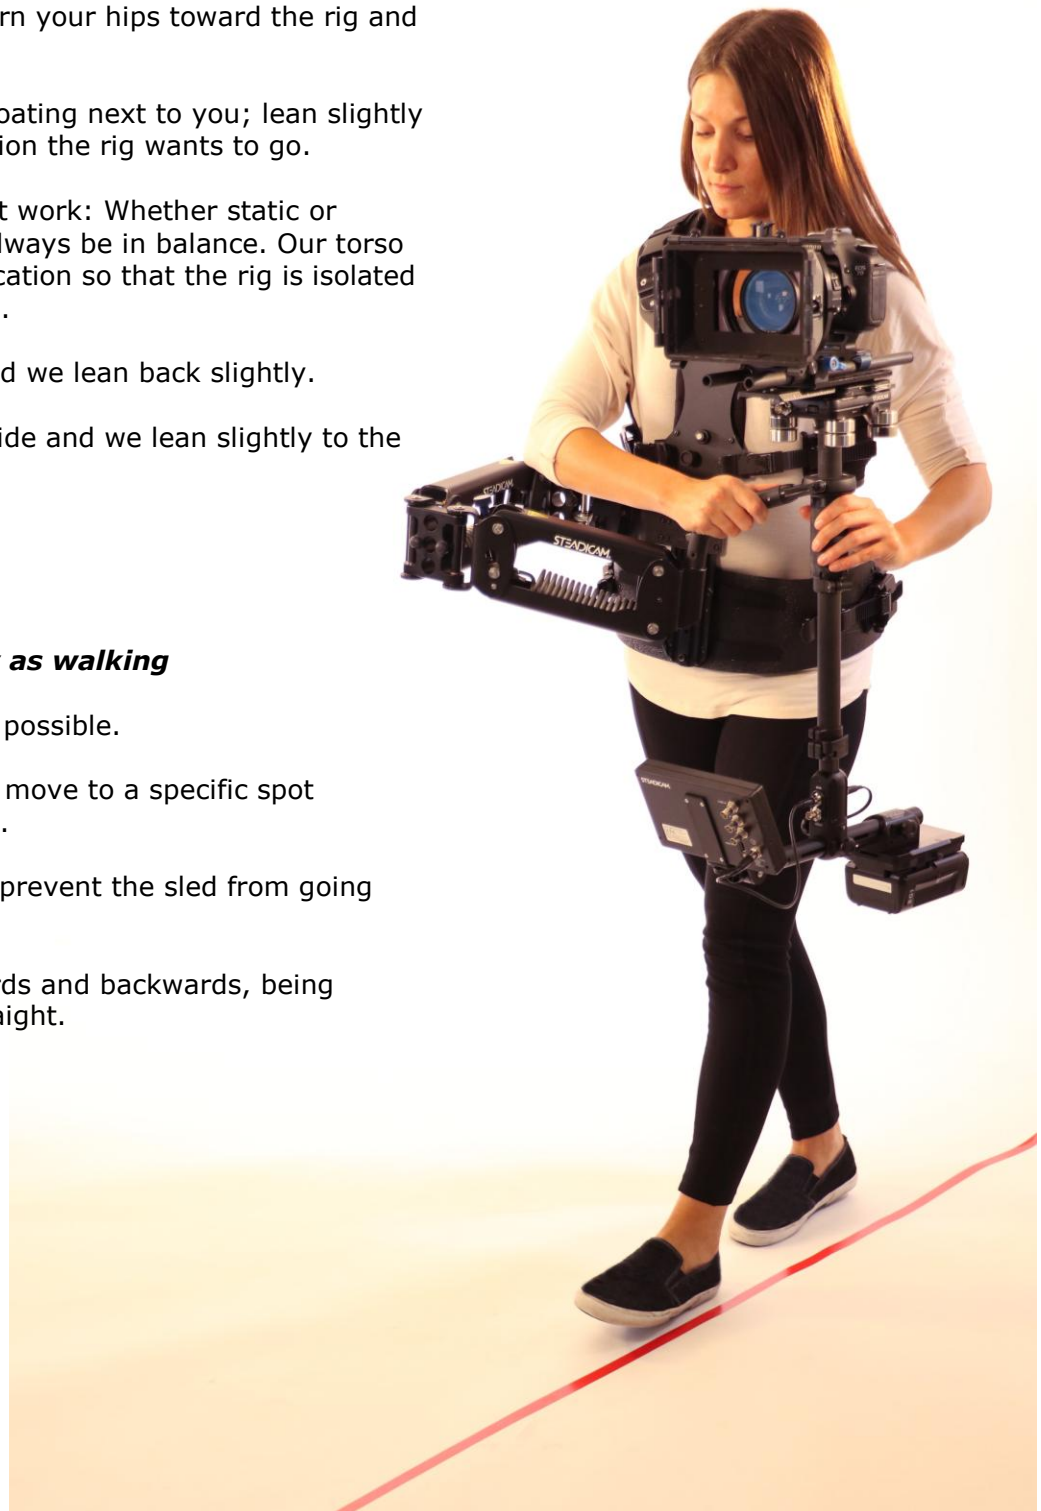 rn your hips toward the rig and
oating next to you; lean slightly
ion the rig wants to go.
t work: Whether static or
lways be in balance. Our torso
cation so that the rig is isolated
.
d we lean back slightly.
ide and we lean slightly to the
as walking
possible.
move to a specific spot
.
prevent the sled from going
rds and backwards, being
aight.
STEADICAM
STEADICAM
STEADICAM